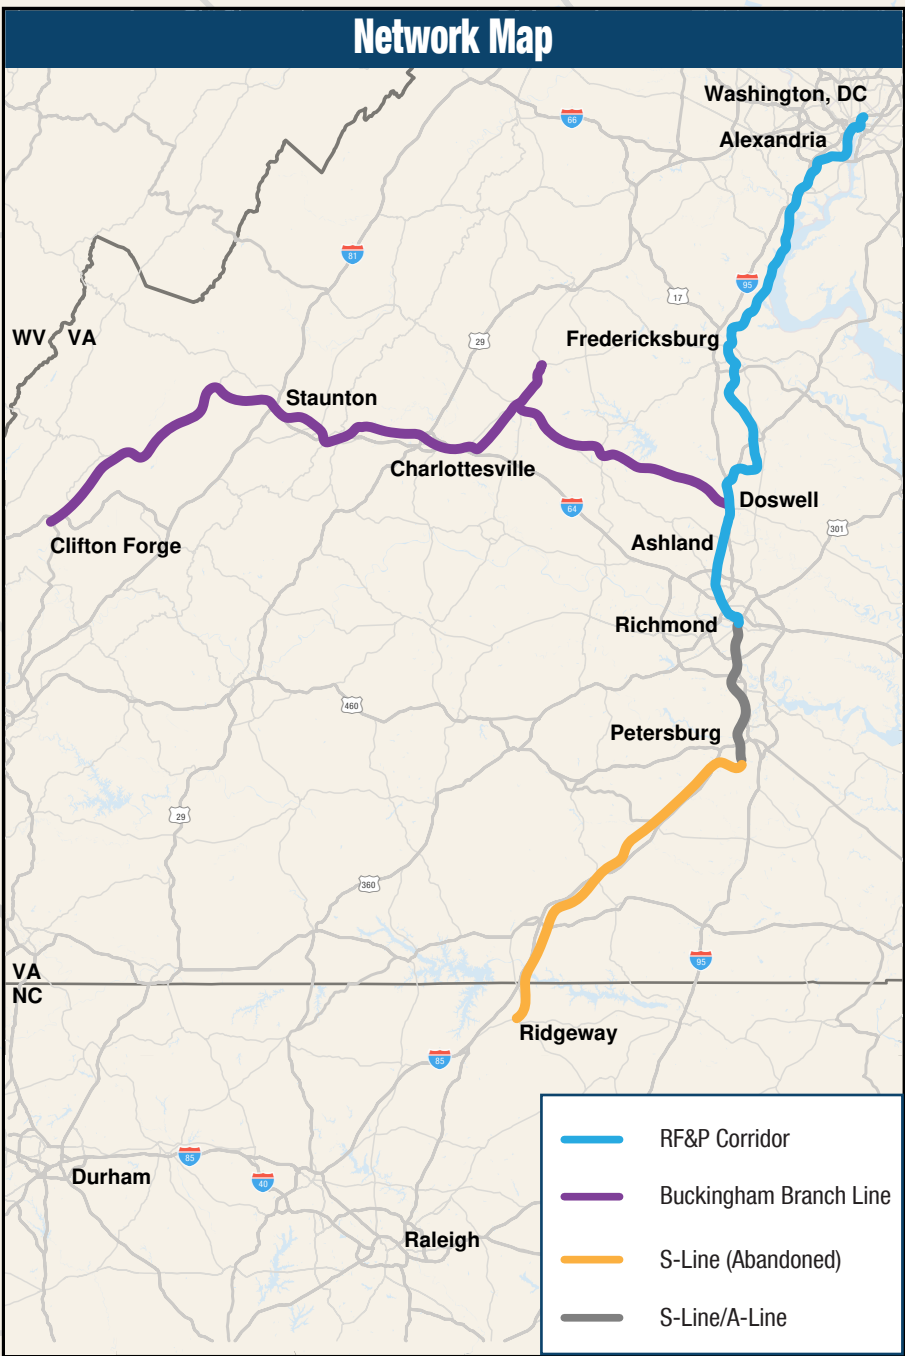 Network Map
Washington, DC
66
Alexandria
81
95
17
WV VA
29
Fredericksburg
Staunton
Charlottesville
Doswell
64
301
Clifton Forge
Ashland
Richmond
460
Petersburg
29
360
95
VA
NC
Ridgeway
85
RF&P Corridor
85
Durham
40
Buckingham Branch Line
Raleigh
S-Line (Abandoned)
S-Line/A-Line